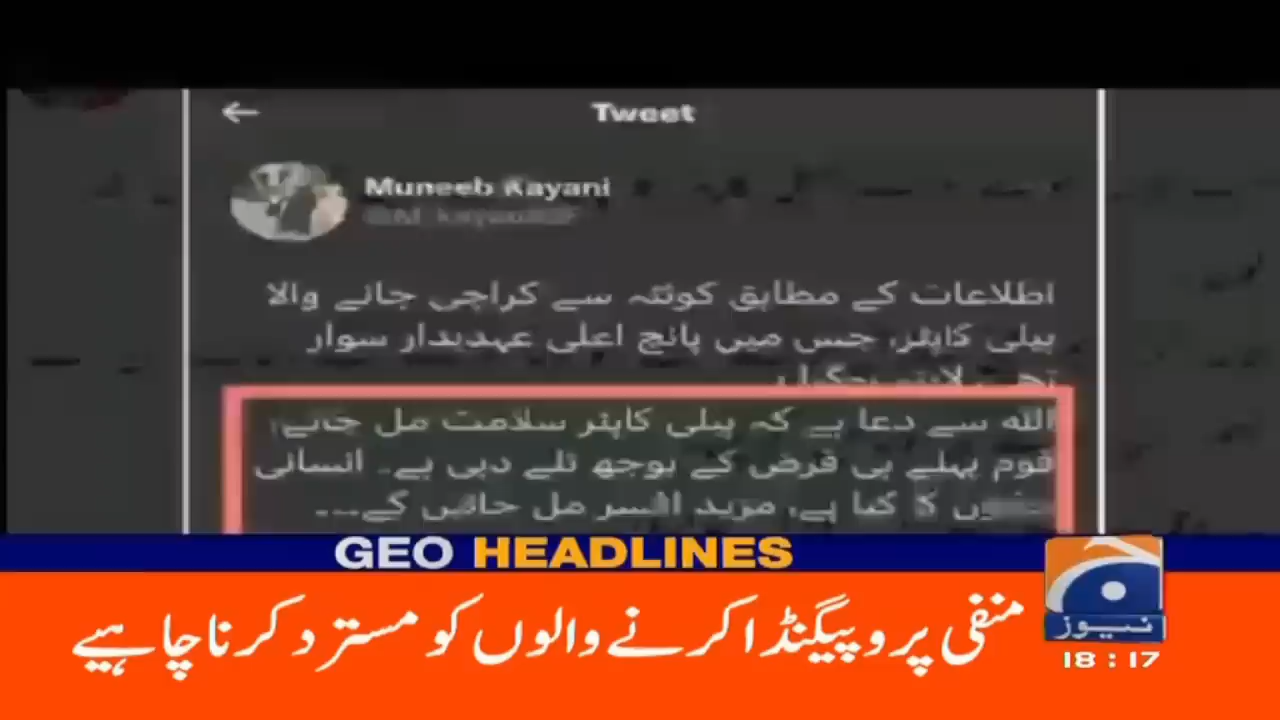 Tweet
Muneeb Kayani
اطلاعات کے مطابق کوئٹہ سے کراچی جانے والا
ہیلی کاپٹر، جس میں پانچ اعلی عہدیدار سوار
اللہ سے دعا ہے کہ ہیلی کاپٹر سلامت مل جائے،
قوم پہلے ہی قرض کے بوجھ تلے دبی ہے۔ انسانی
کا کیا ہے، مزید افسر مل جائیں گے...
GEO HEADLINES
منفی پروپیگنڈا کرنے والوں کو مسترد کرنا چاہیے
جیو نیوز
18:17